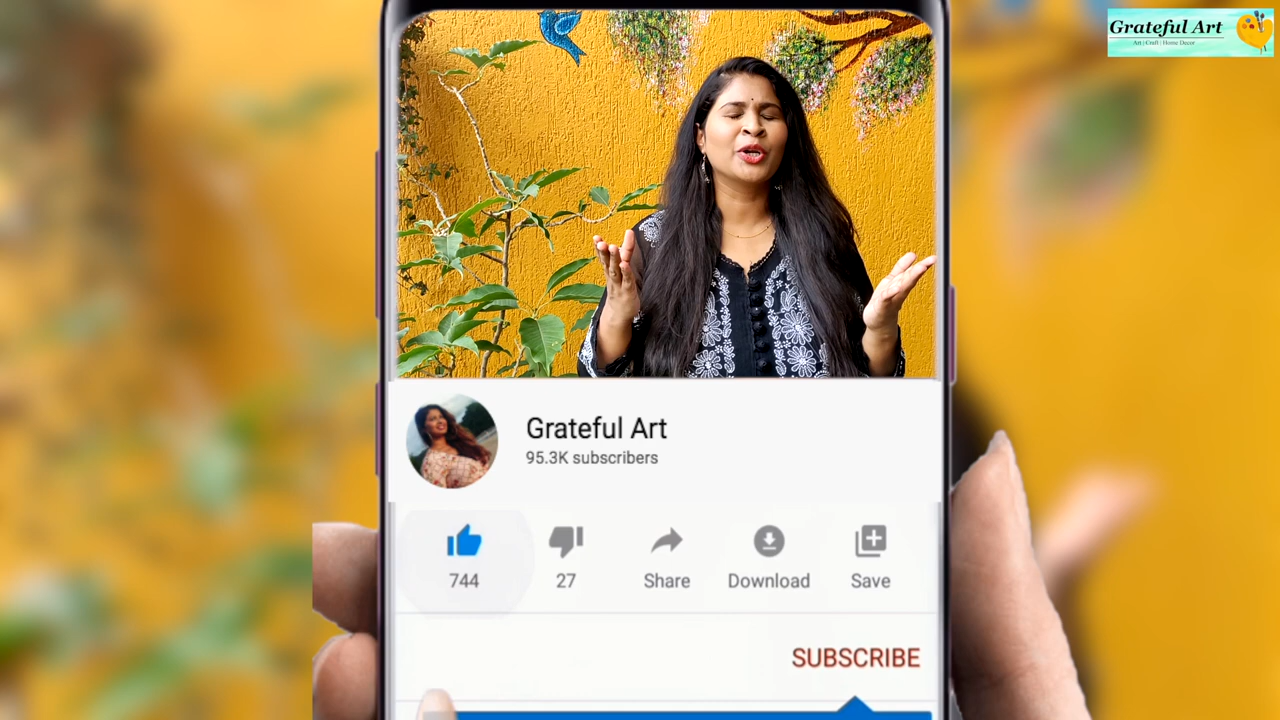 Grateful Art
Art | Craft | Home Decor
Grateful Art
95.3K subscribers
744
27
Share
Download
Save
SUBSCRIBE